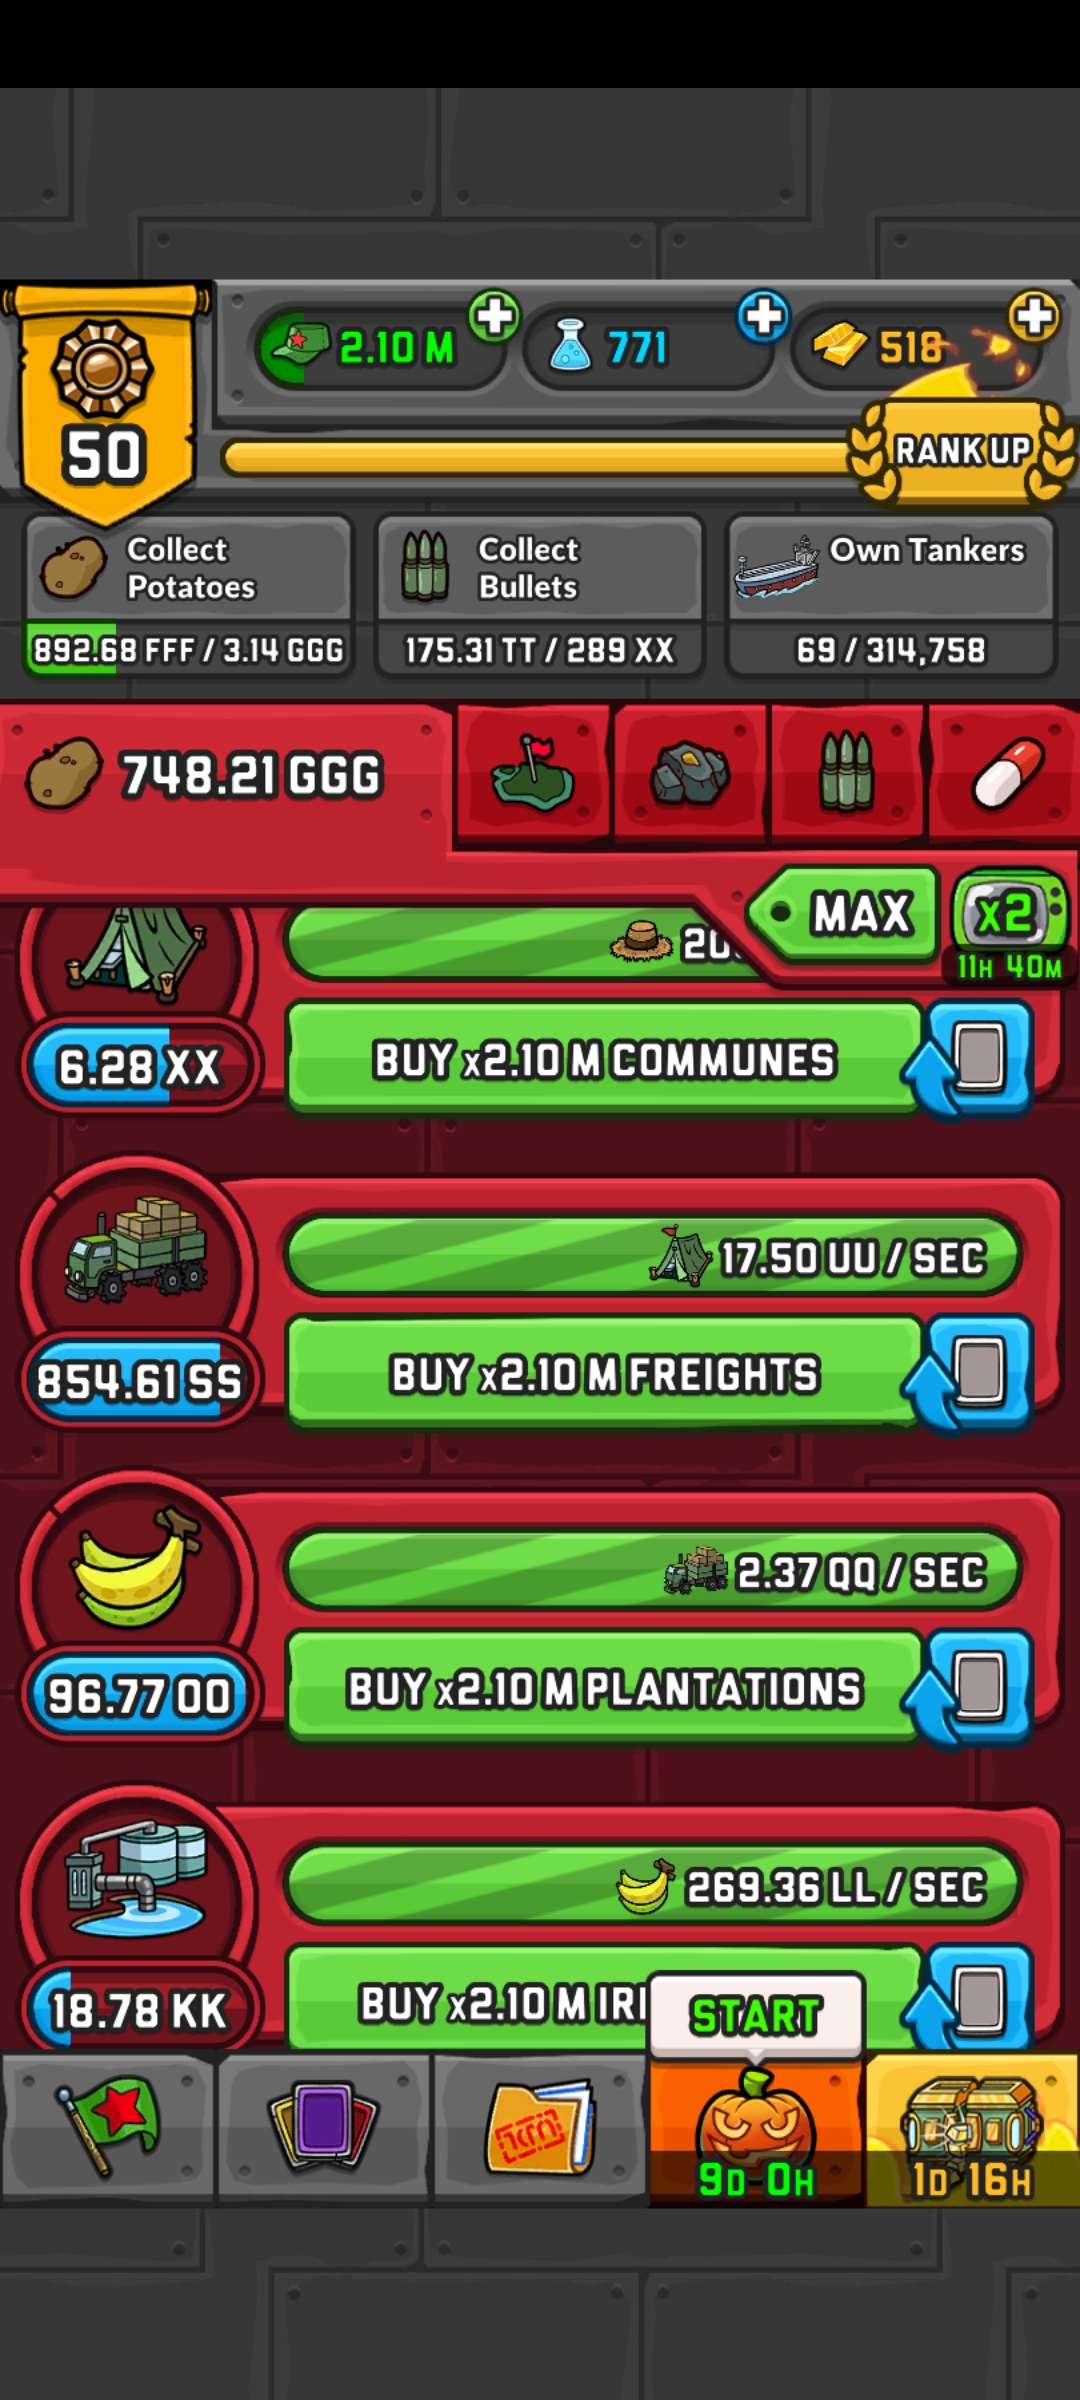 2.10 M
771
518
50
RANK UP
Collect
Potatoes
892.68 FFF / 3.14 GGG
Collect
Bullets
175.31 TT / 289 XX
Own Tankers
69 / 314,758
748.21 GGG
MAX
x2
11H 40M
6.28 XX
BUY x2.10 M COMMUNES
17.50 UU / SEC
854.61 SS
BUY x2.10 M FREIGHTS
2.37 QQ / SEC
96.77 OO
BUY x2.10 M PLANTATIONS
269.36 LL / SEC
18.78 KK
BUY x2.10 M
START
9D 0H
1D 16H